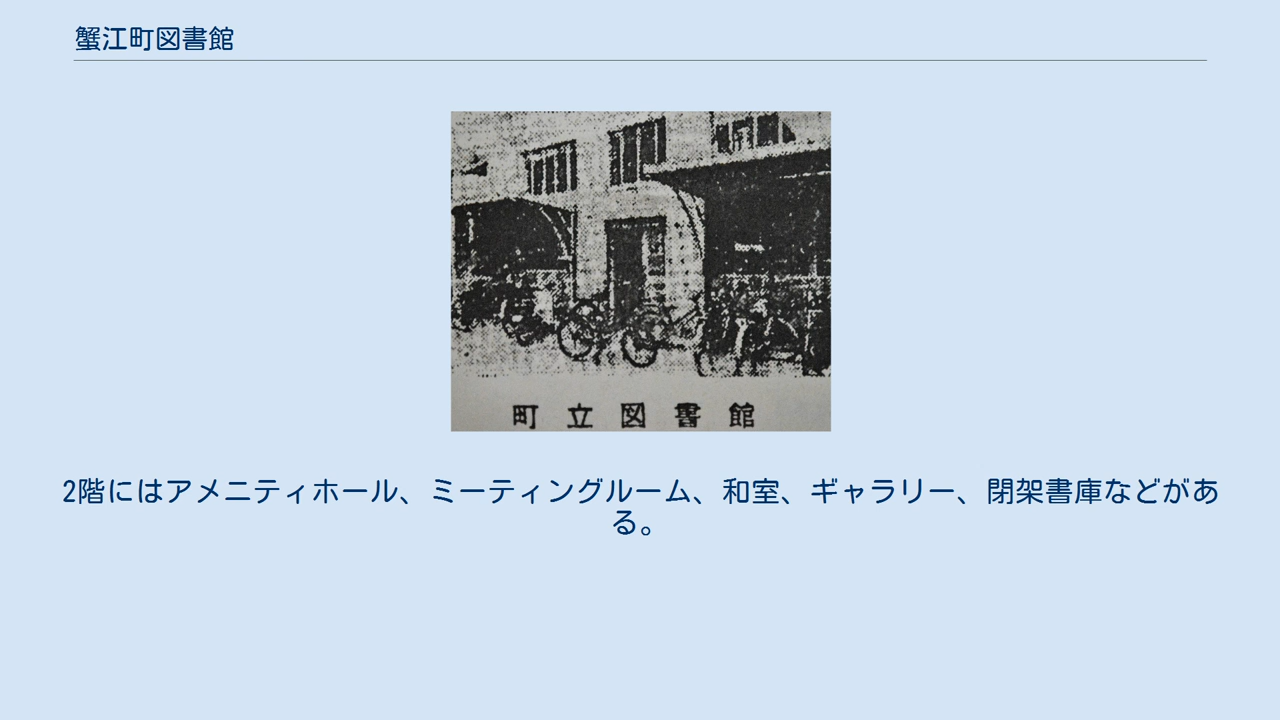 蟹江町図書館
町立図書館
2階にはアメニティホール、ミーティングルーム、和室、ギャラリー、閉架書庫などがあ
る。